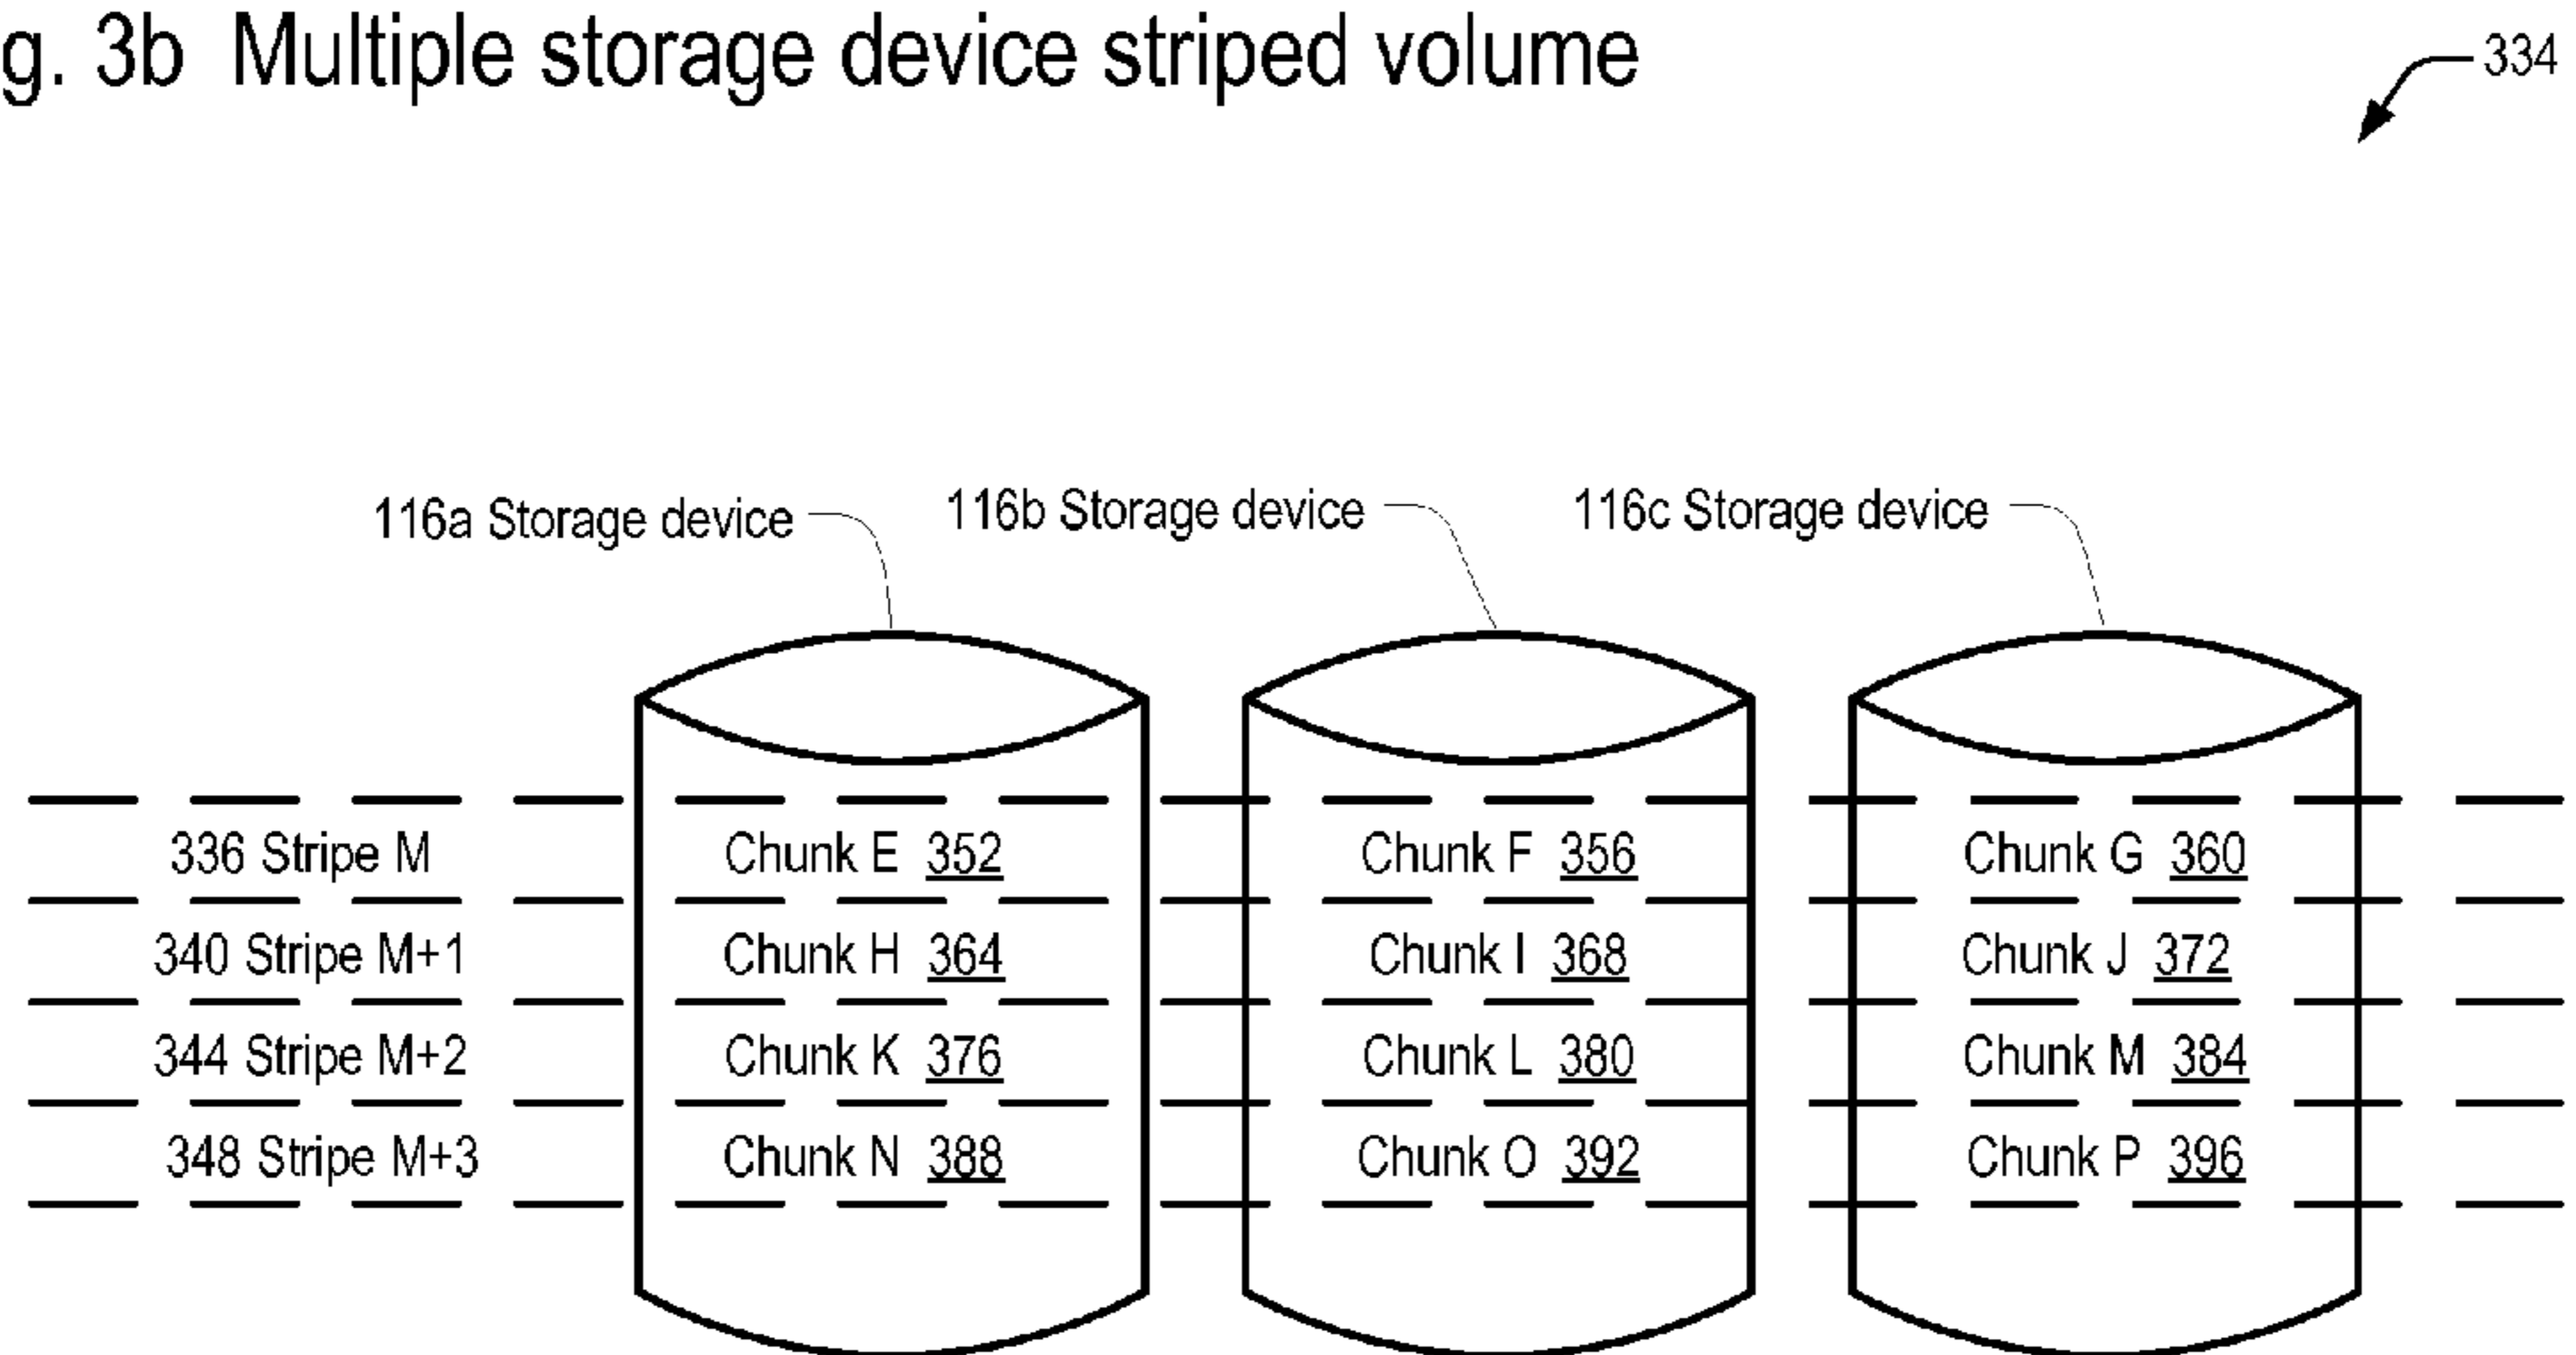 g. 3b Multiple storage device striped volume
334
116a Storage device
116b Storage device
116c Storage device
336 Stripe M
Chunk E 352
Chunk F 356
Chunk G 360
340 Stripe M+1
Chunk H 364
Chunk I 368
Chunk J 372
344 Stripe M+2
Chunk K 376
Chunk L 380
Chunk M 384
348 Stripe M+3
Chunk N 388
Chunk O 392
Chunk P 396